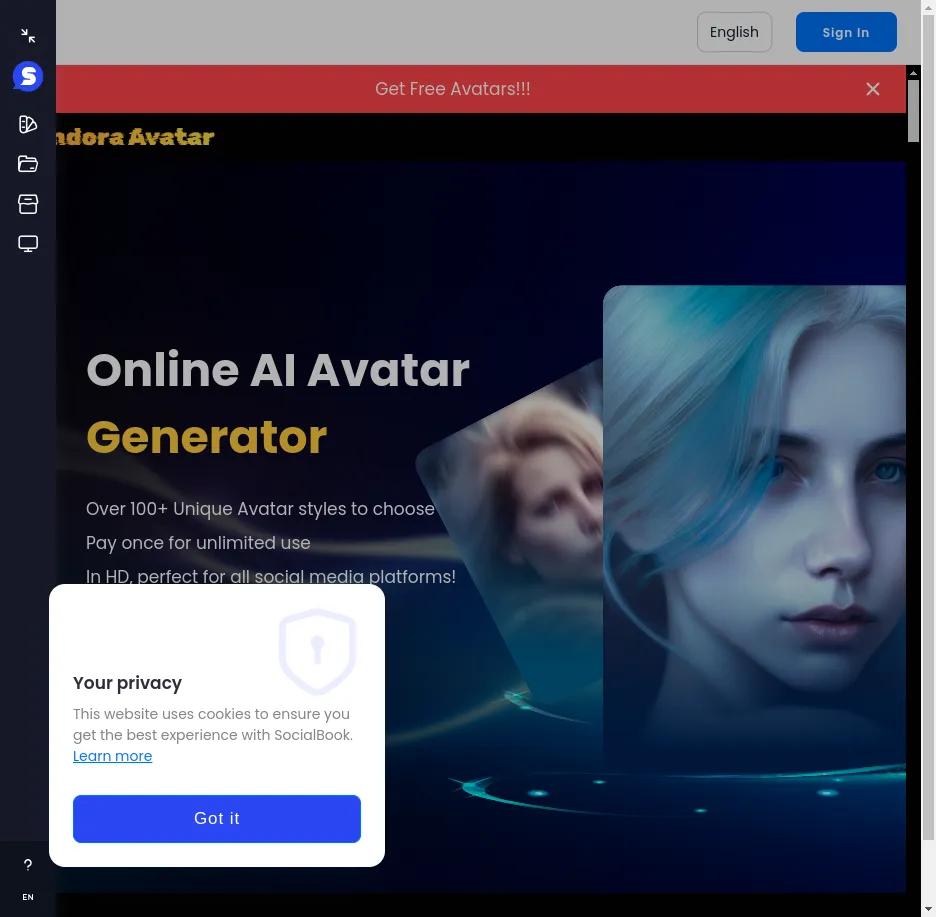 English
Sign In
S
Get Free Avatars!!!
ndora Avatar
Online AI Avatar
Generator
Over 100+ Unique Avatar styles to choose
Pay once for unlimited use
In HD, perfect for all social media platforms!
Your privacy
This website uses cookies to ensure you
get the best experience with SocialBook.
Learn more
Got it
?
EN